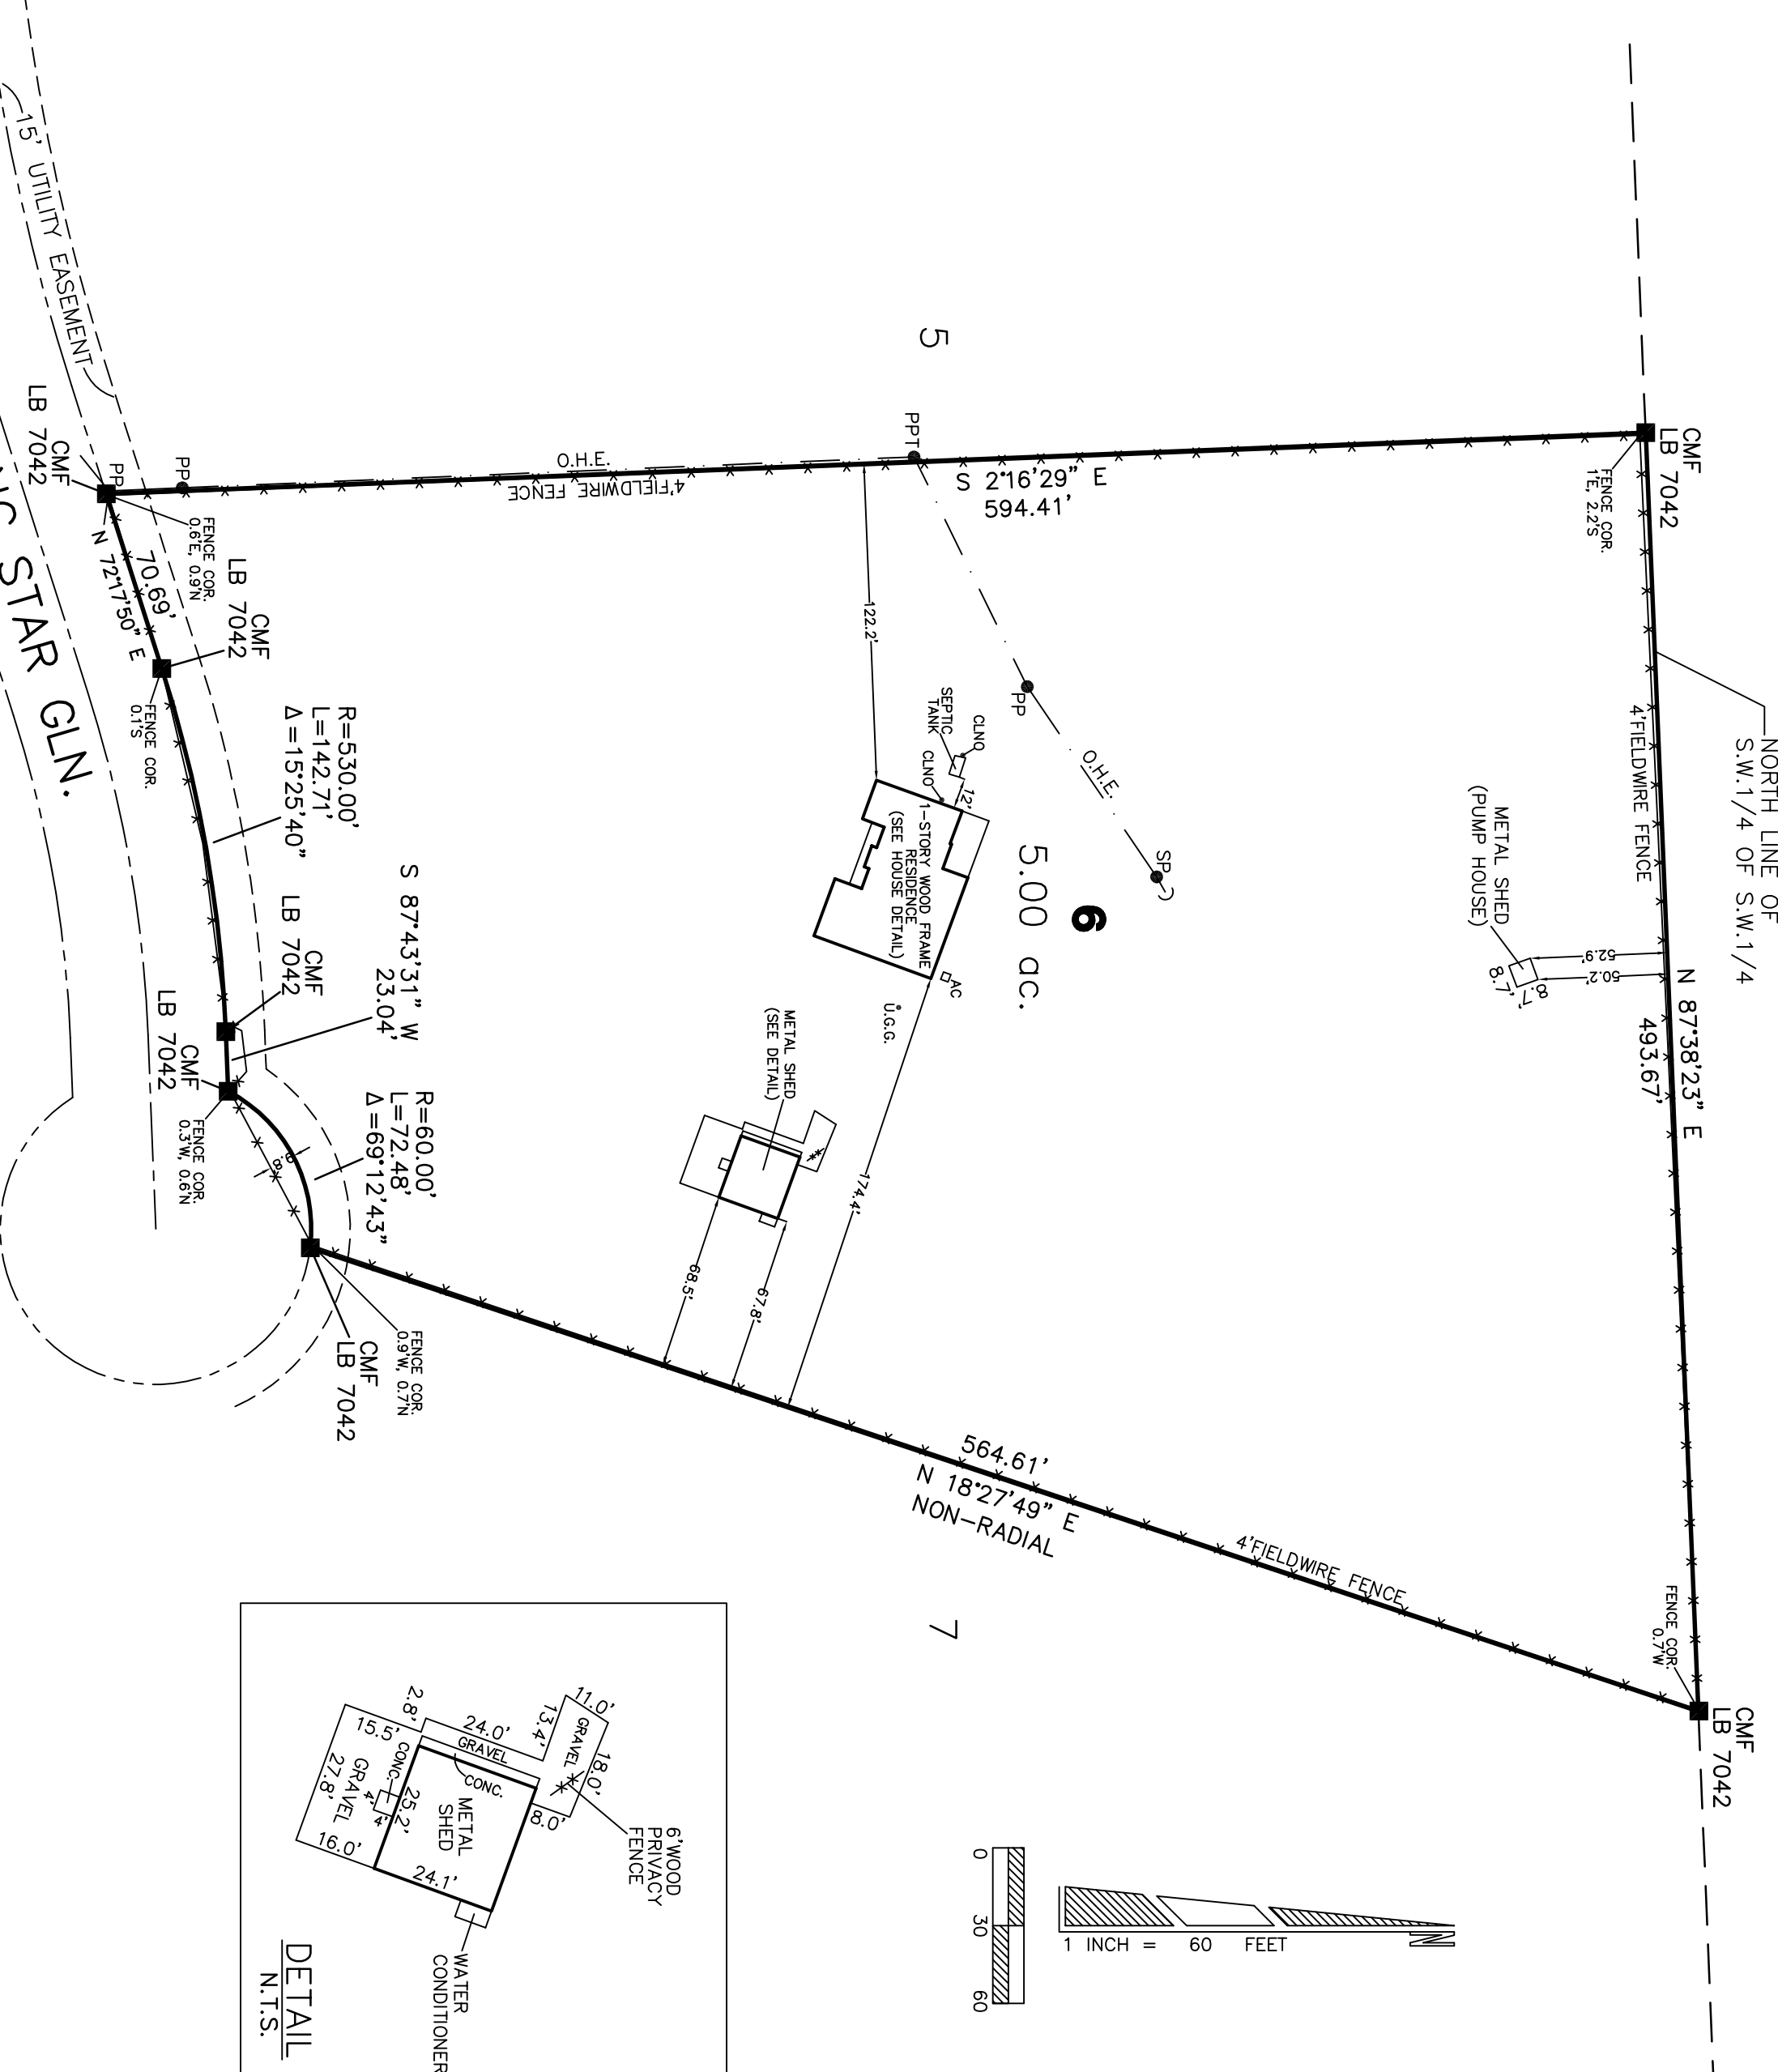 NORTH LINE OF
S.W.1/4 OF S.W.1/4
CMF
LB 7042
FENCE COR.
1'E, 2.2'S
4'FIELDWIRE FENCE
N 87°38'23" E
493.67'
METAL SHED
(PUMP HOUSE)
52.9'
50.2'
8.7'
8.7'
CMF
LB 7042
FENCE COR.
0.7'W
5
S 2°16'29" E
594.41'
PPT
O.H.E.
4'FIELDWIRE FENCE
PP
O.H.E.
SP
6
5.00 ac.
122.2'
SEPTIC
TANK
CLNO
CLNO
12'
1-STORY WOOD FRAME
RESIDENCE
(SEE HOUSE DETAIL)
AC
U.G.G.
174.4'
METAL SHED
(SEE DETAIL)
68.5'
67.8'
564.61'
N 18°27'49" E
NON-RADIAL
4'FIELDWIRE FENCE
7
15' UTILITY EASEMENT
PP
PP
CMF
LB 7042
FENCE COR.
0.6'E, 0.9'N
70.69'
N 72°17'50" E
CMF
LB 7042
FENCE COR.
0.1'S
R=530.00'
L=142.71'
Δ=15°25'40"
CMF
LB 7042
S 87°43'31" W
23.04'
CMF
LB 7042
FENCE COR.
0.3'W, 0.6'N
R=60.00'
L=72.48'
Δ=69°12'43"
9.8'
FENCE COR.
0.9'W, 0.7'N
CMF
LB 7042
STAR GLN.
N
1 INCH = 60 FEET
0 30 60
11.0'
GRAVEL
18.0'
13.4'
8.0'
24.0'
GRAVEL
CONC.
2.8'
15.5'
CONC.
GRAVEL
27.8'
4'
4'
25.2'
16.0'
METAL
SHED
24.1'
6'WOOD
PRIVACY
FENCE
WATER
CONDITIONER
DETAIL
N.T.S.